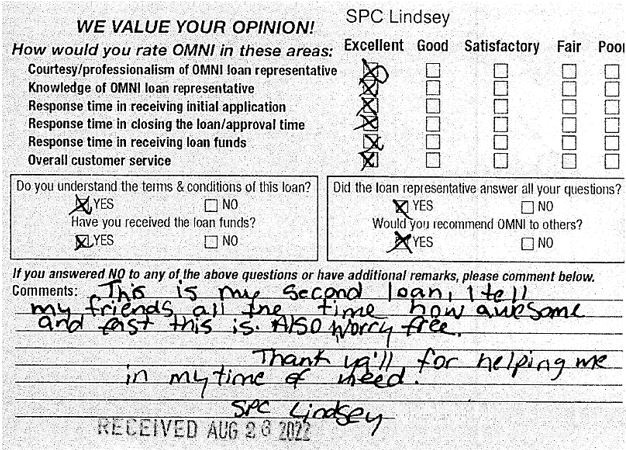 SPC Lindsey
WE VALUE YOUR OPINION!
How would you rate OMNI in these areas: Excellent Good Satisfactory Fair Poor
Courtesy/professionalism of OMNI loan representative
Knowledge of OMNI loan representative
Response time in receiving initial application
Response time in closing the loan/approval time
Response time in receiving loan funds
Overall customer service
Do you understand the terms & conditions of this loan?
YES NO
Have you received the loan funds?
YES NO
Did the loan representative answer all your questions?
YES NO
Would you recommend OMNI to others?
YES NO
If you answered NO to any of the above questions or have additional remarks, please comment below.
Comments: This is my second loan, I tell
my friends all the time how awesome
and fast this is. Also worry free.
Thank ya'll for helping me
in my time of need.
SPC Lindsey
RECEIVED AUG 26 2022